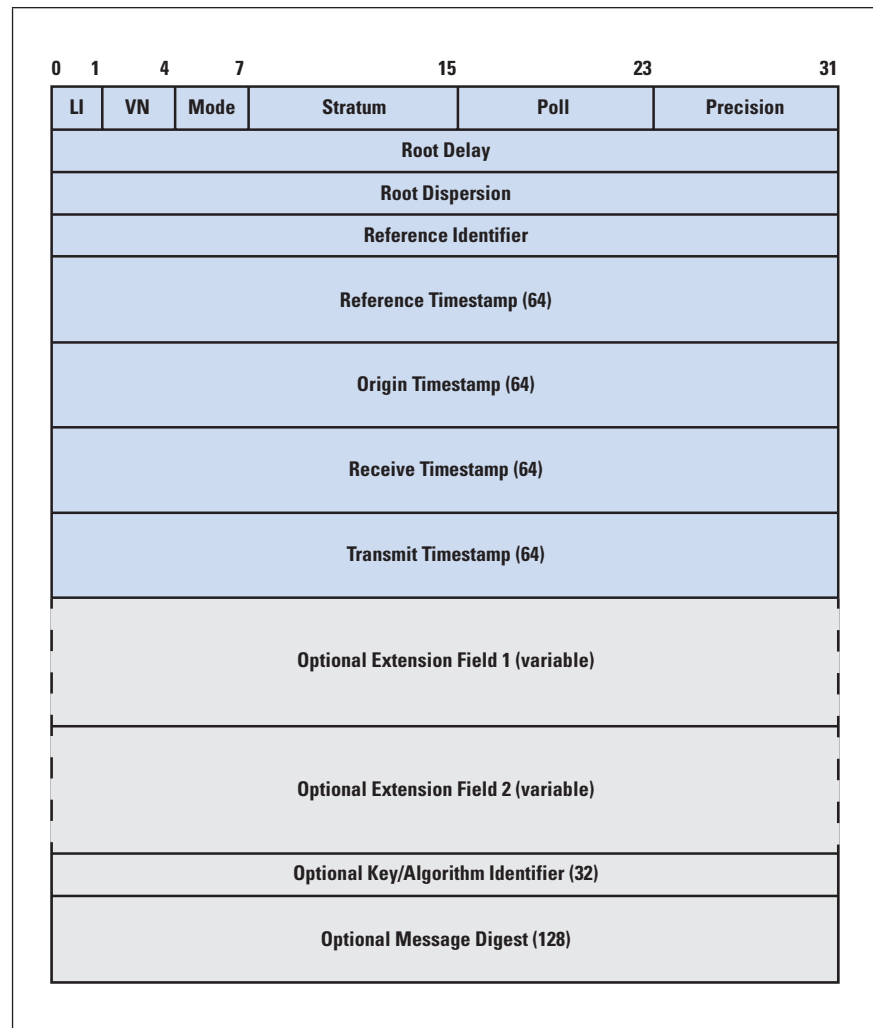 0 1 4 7 15 23 31
LI VN Mode Stratum Poll Precision
Root Delay
Root Dispersion
Reference Identifier
Reference Timestamp (64)
Origin Timestamp (64)
Receive Timestamp (64)
Transmit Timestamp (64)
Optional Extension Field 1 (variable)
Optional Extension Field 2 (variable)
Optional Key/Algorithm Identifier (32)
Optional Message Digest (128)